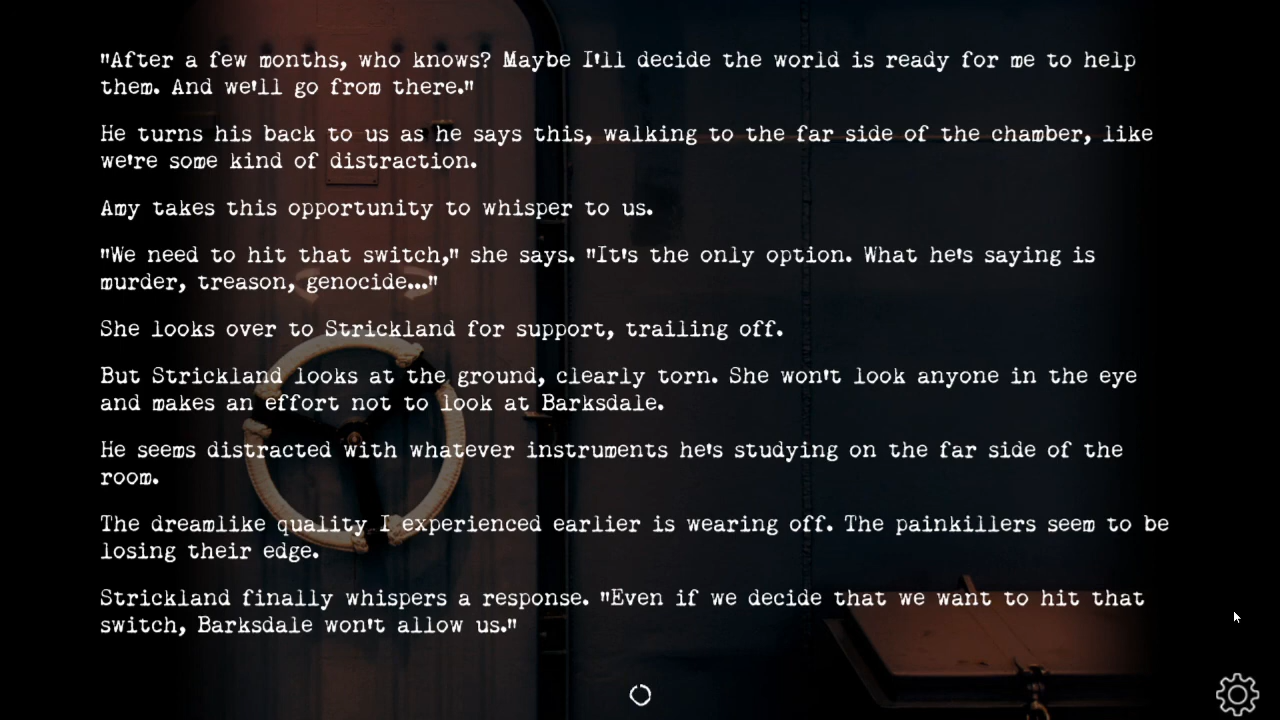 "After a few months, who knows? Maybe I'll decide the world is ready for me to help
them. And we'll go from there."
He turns his back to us as he says this, walking to the far side of the chamber, like
we're some kind of distraction.
Amy takes this opportunity to whisper to us.
"We need to hit that switch," she says. "It's the only option. What he's saying is
murder, treason, genocide..."
She looks over to Strickland for support, trailing off.
But Strickland looks at the ground, clearly torn. She won't look anyone in the eye
and makes an effort not to look at Barksdale.
He seems distracted with whatever instruments he's studying on the far side of the
room.
The dreamlike quality I experienced earlier is wearing off. The painkillers seem to be
losing their edge.
Strickland finally whispers a response. "Even if we decide that we want to hit that
switch, Barksdale won't allow us."